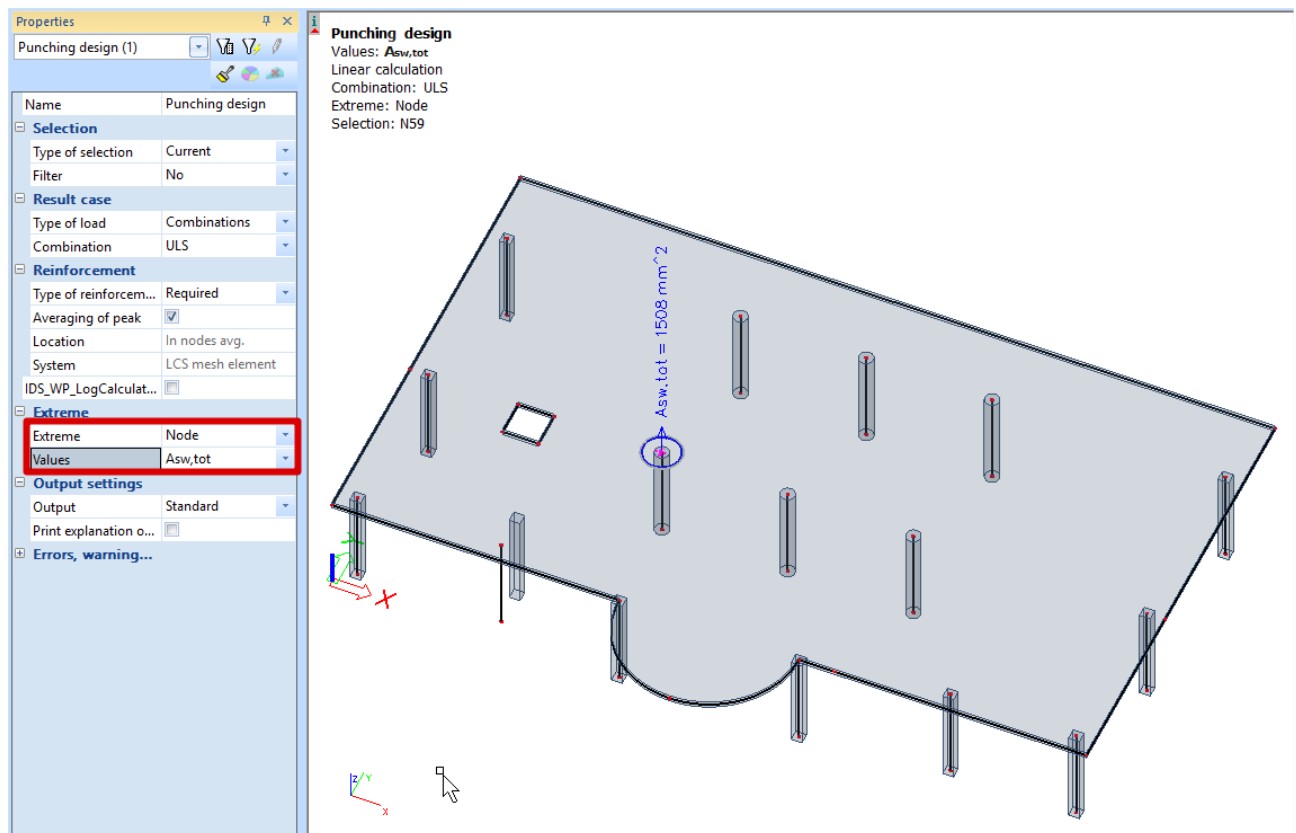 Properties
Punching design (1)
Name Punching design
Selection
Type of selection Current
Filter No
Result case
Type of load Combinations
Combination ULS
Reinforcement
Type of reinforcem... Required
Averaging of peak
Location In nodes avg.
System LCS mesh element
IDS_WP_LogCalculat...
Extreme
Extreme Node
Values Asw,tot
Output settings
Output Standard
Print explanation o...
Errors, warning...
i
Punching design
Values: Asw,tot
Linear calculation
Combination: ULS
Extreme: Node
Selection: N59
Asw.tot = 1508 mm^2
Y
X
Z
Y
X